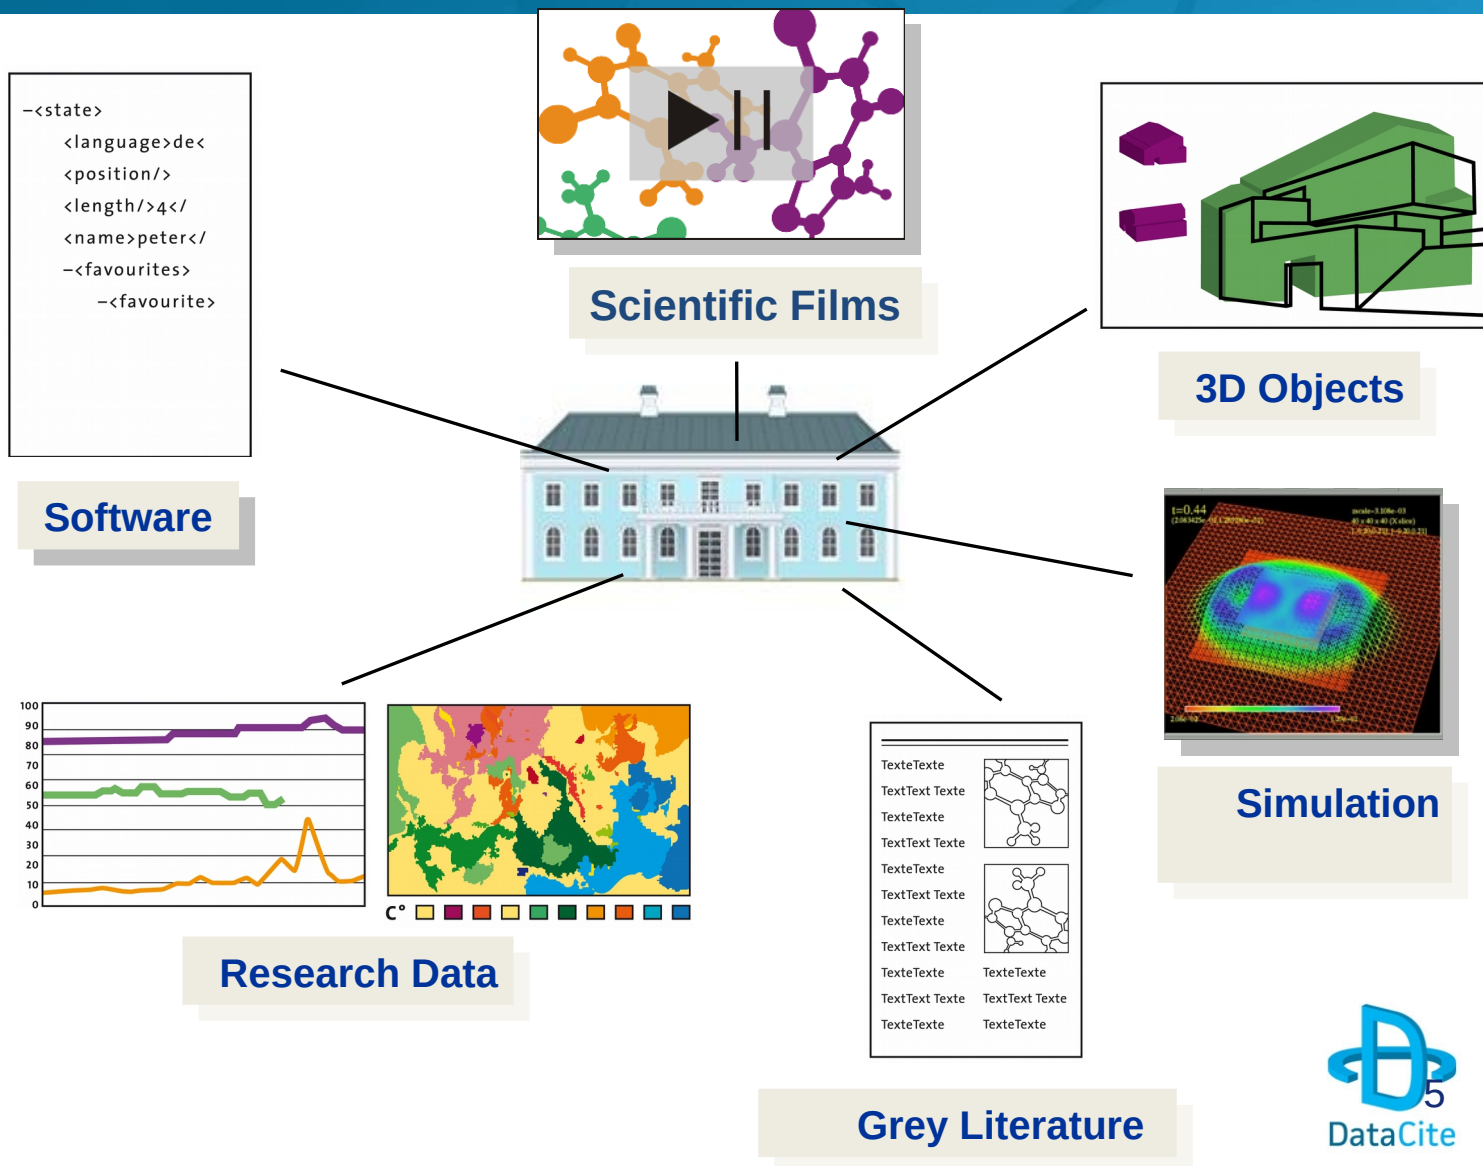 –<state>
<language>de<
<position/>
<length/>4</
<name>peter</
–<favourites>
–<favourite>
Scientific Films
3D Objects
Software
t=0.44
100
90
80
70
60
50
40
30
20
10
0
C°
Research Data
TexteTexte
TextText Texte
TexteTexte
TextText Texte
TexteTexte
TextText Texte
TexteTexte
TextText Texte
TexteTexte TexteTexte
TextText Texte TextText Texte
TexteTexte TexteTexte
Simulation
Grey Literature
5
DataCite